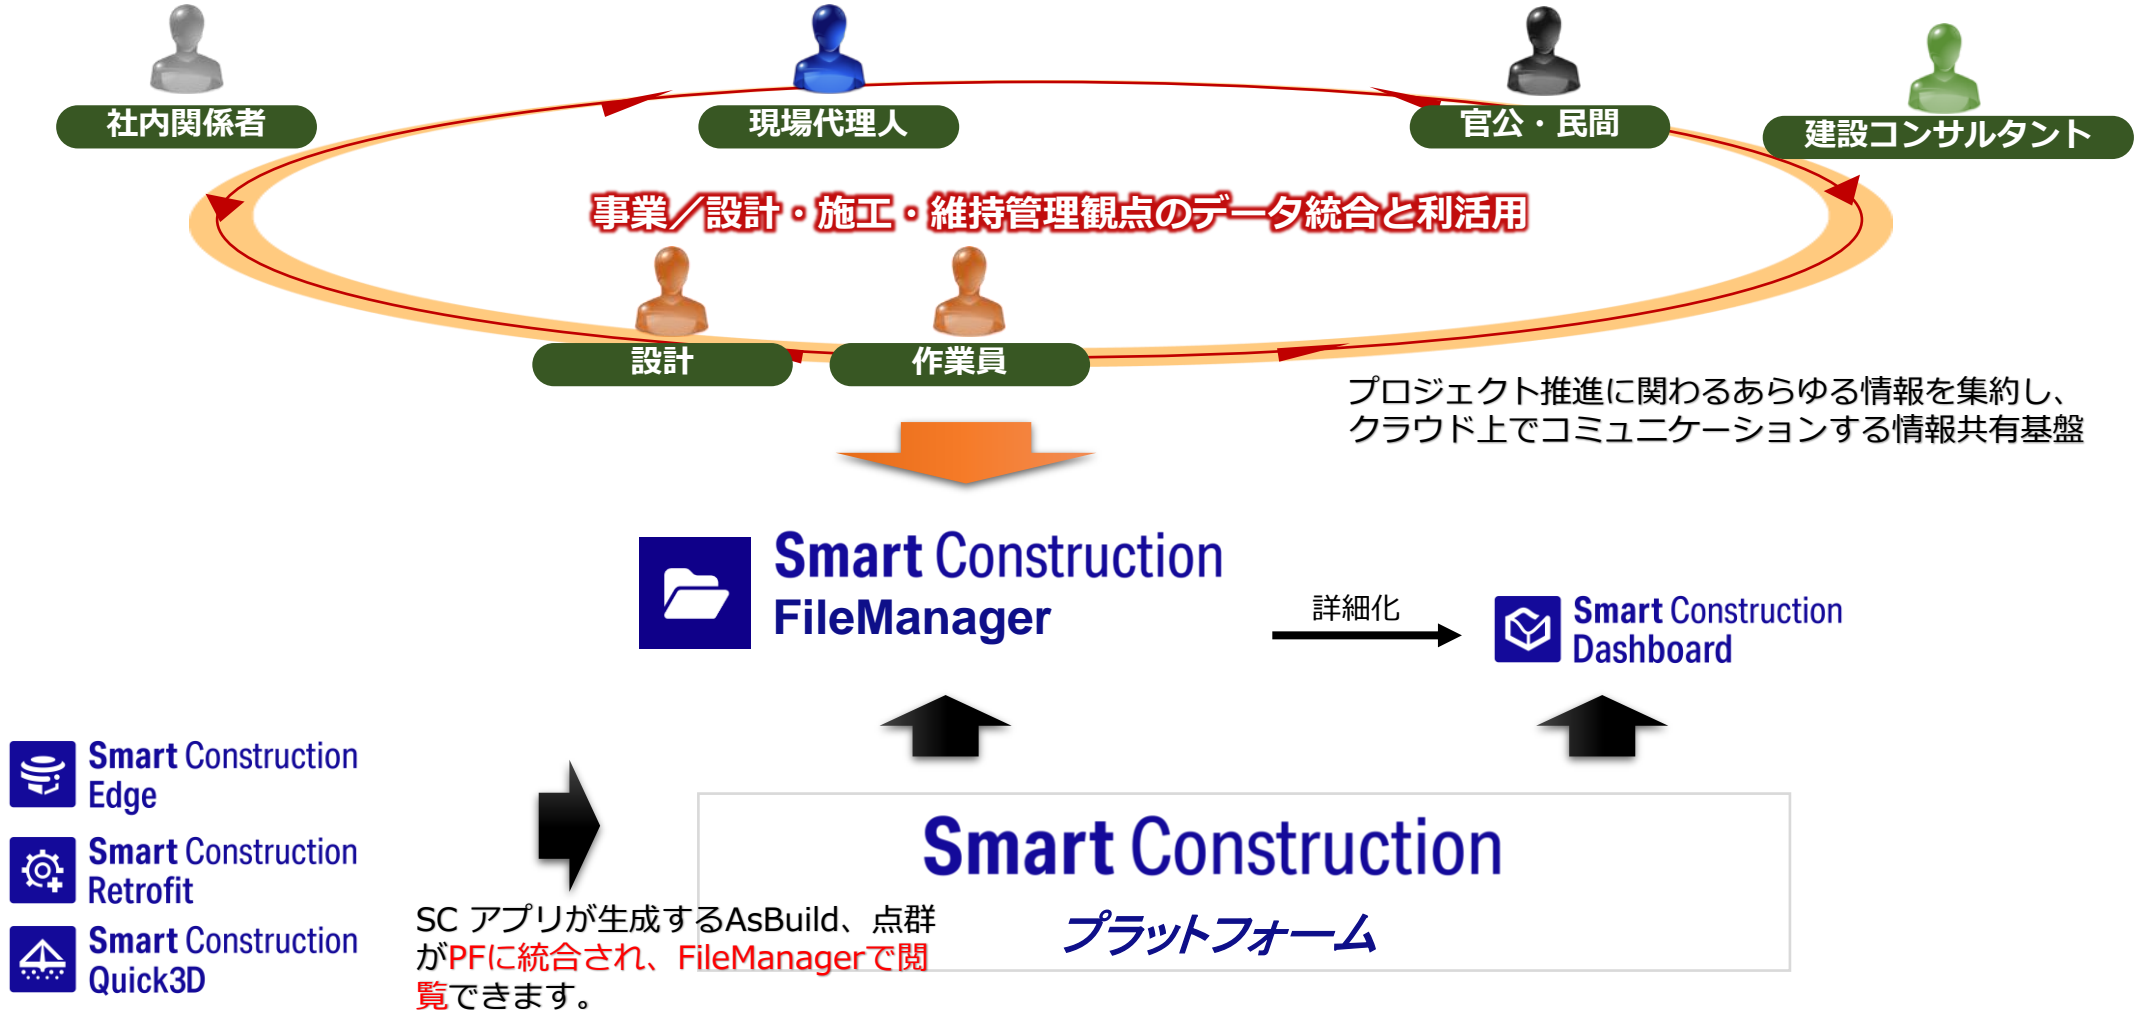 社内関係者
現場代理人
官公・民間
建設コンサルタント
事業／設計・施工・維持管理観点のデータ統合と利活用
設計
作業員
プロジェクト推進に関わるあらゆる情報を集約し、
クラウド上でコミュニケーションする情報共有基盤
Smart Construction
FileManager
詳細化
Smart Construction
Dashboard
Smart Construction
Edge
Smart Construction
Retrofit
Smart Construction
Quick3D
SC アプリが生成するAsBuild、点群
がPFに統合され、FileManagerで閲
覧できます。
Smart Construction
プラットフォーム